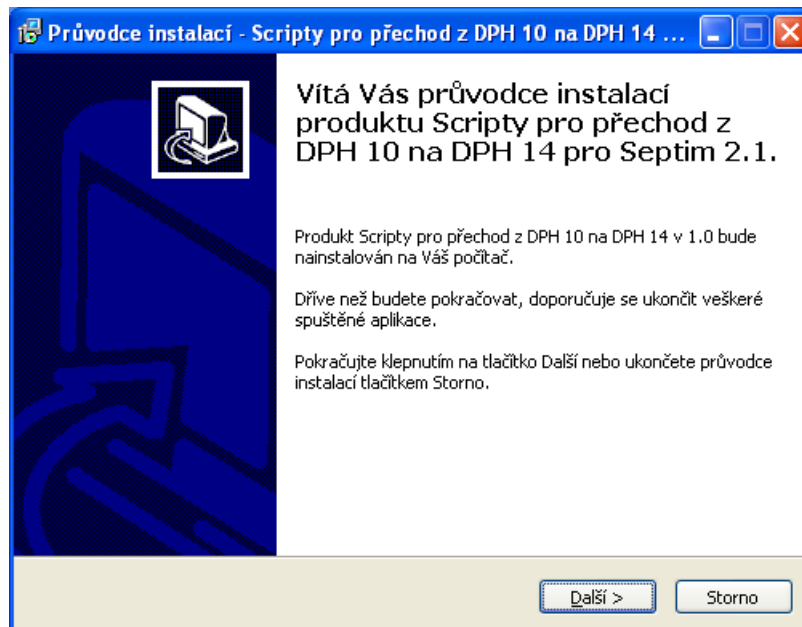 Průvodce instalací - Scripty pro přechod z DPH 10 na DPH 14 ...
Vítá Vás průvodce instalací
produktu Scripty pro přechod z
DPH 10 na DPH 14 pro Septim 2.1.
Produkt Scripty pro přechod z DPH 10 na DPH 14 v 1.0 bude
nainstalován na Váš počítač.
Dříve než budete pokračovat, doporučuje se ukončit veškeré
spuštěné aplikace.
Pokračujte klepnutím na tlačítko Další nebo ukončete průvodce
instalací tlačítkem Storno.
Další >
Storno